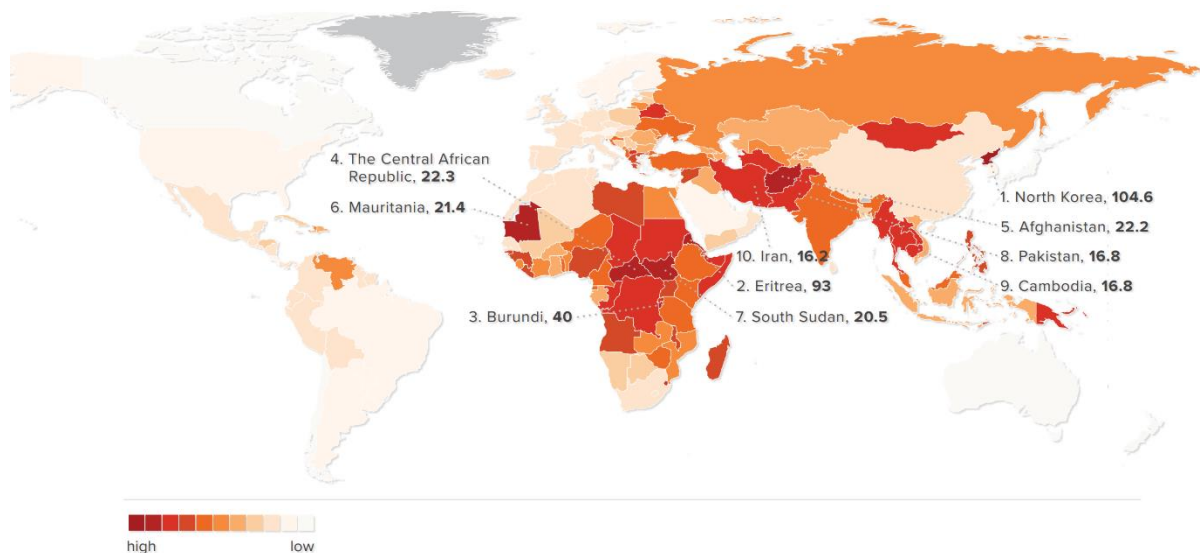 4. The Central African
Republic, 22.3
6. Mauritania, 21.4
1. North Korea, 104.6
5. Afghanistan, 22.2
10. Iran, 16.2
8. Pakistan, 16.8
2. Eritrea, 93
9. Cambodia, 16.8
3. Burundi, 40
7. South Sudan, 20.5
high
low